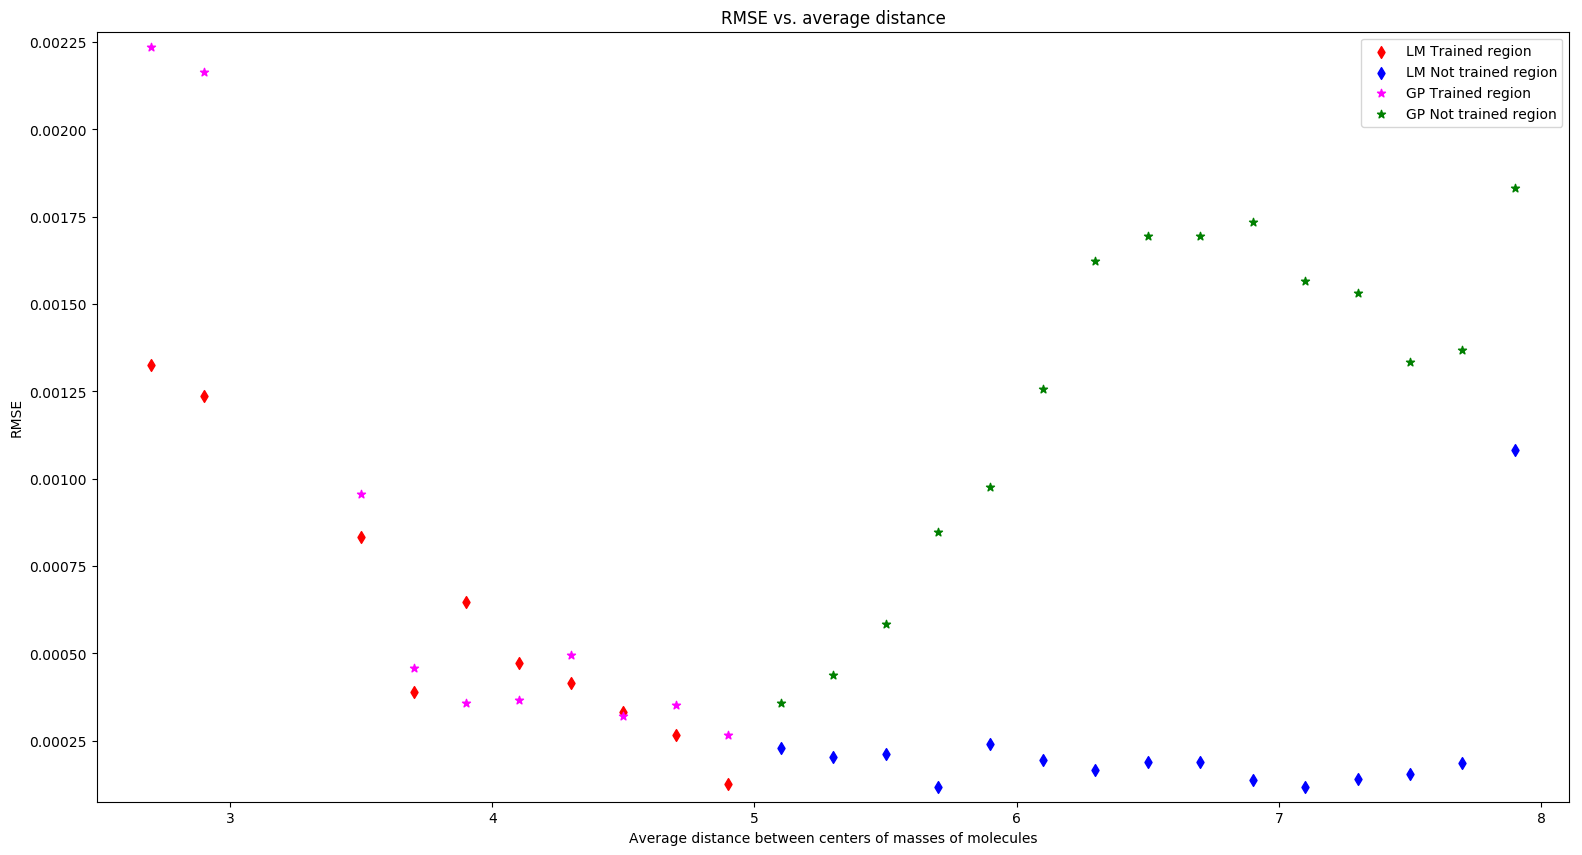 RMSE vs. average distance
LM Trained region
LM Not trained region
GP Trained region
GP Not trained region
0.00225
0.00200
0.00175
0.00150
0.00125
0.00100
0.00075
0.00050
0.00025
RMSE
3 4 5 6 7 8
Average distance between centers of masses of molecules